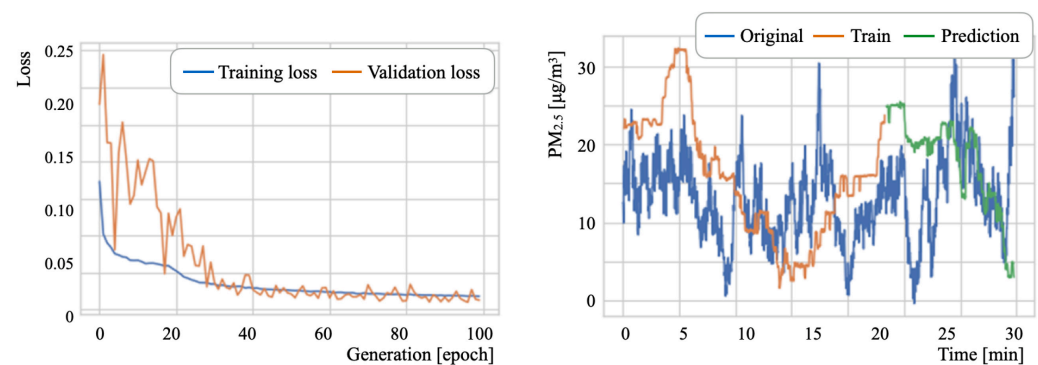 Loss
0.25
0.20
0.15
0.10
0.05
0
Training loss
Validation loss
0 20 40 60 80 100
Generation [epoch]
PM2.5 [µg/m³]
30
20
10
0
Original
Train
Prediction
0 5 10 15 20 25 30
Time [min]